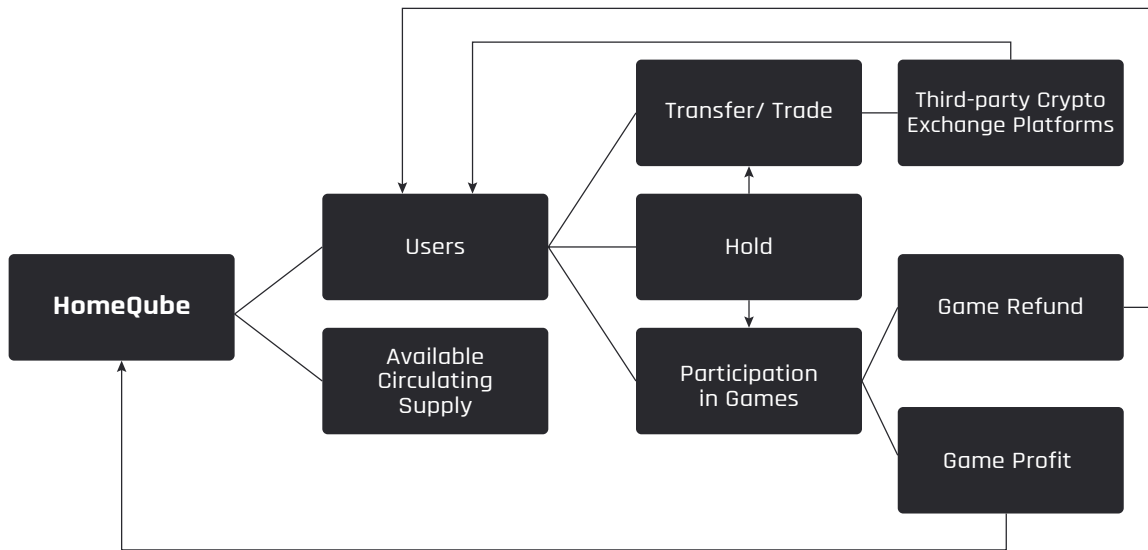 Transfer/ Trade
Third-party Crypto
Exchange Platforms
Users
Hold
HomeQube
Game Refund
Available
Circulating
Supply
Participation
in Games
Game Profit